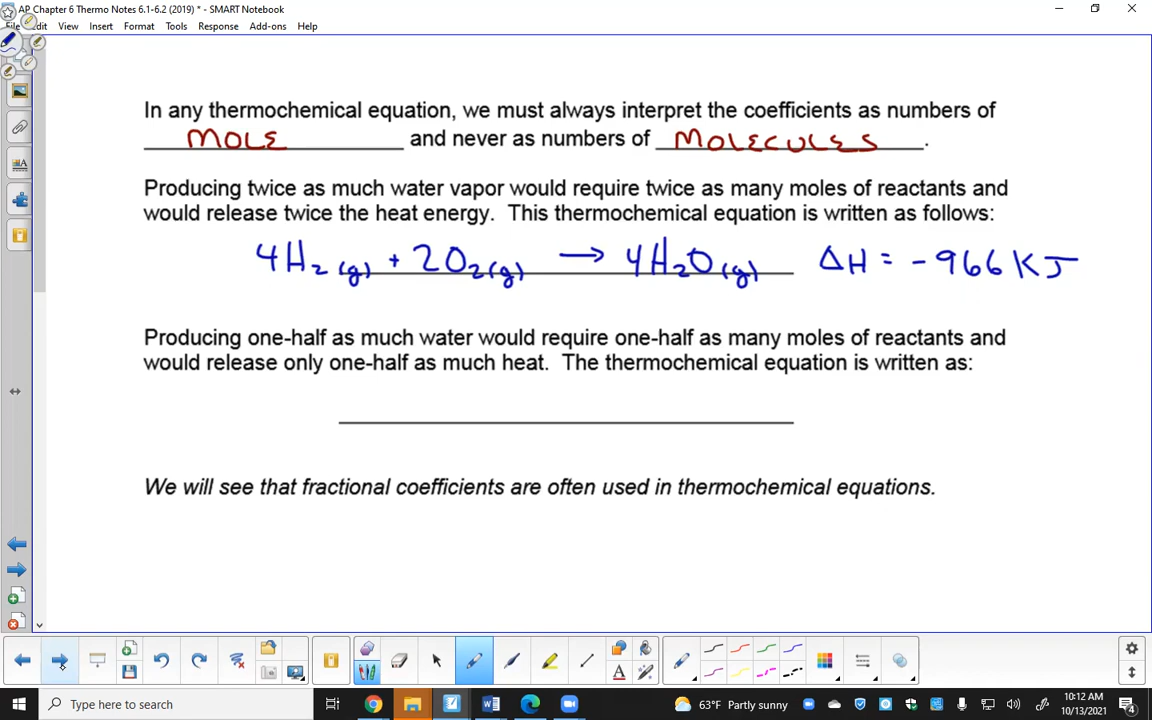 AP Chapter 6 Thermo Notes 6.1-6.2 (2019) * - SMART Notebook
View Insert Format Tools Response Add-ons Help
In any thermochemical equation, we must always interpret the coefficients as numbers of
MOLE and never as numbers of MOLECULES.
Producing twice as much water vapor would require twice as many moles of reactants and
would release twice the heat energy. This thermochemical equation is written as follows:
4H₂(g) + 2O₂(g) → 4H₂O(g) ΔH = -966 KJ
Producing one-half as much water would require one-half as many moles of reactants and
would release only one-half as much heat. The thermochemical equation is written as:
We will see that fractional coefficients are often used in thermochemical equations.
Type here to search
63°F Partly sunny
10:12 AM
10/13/2021
4